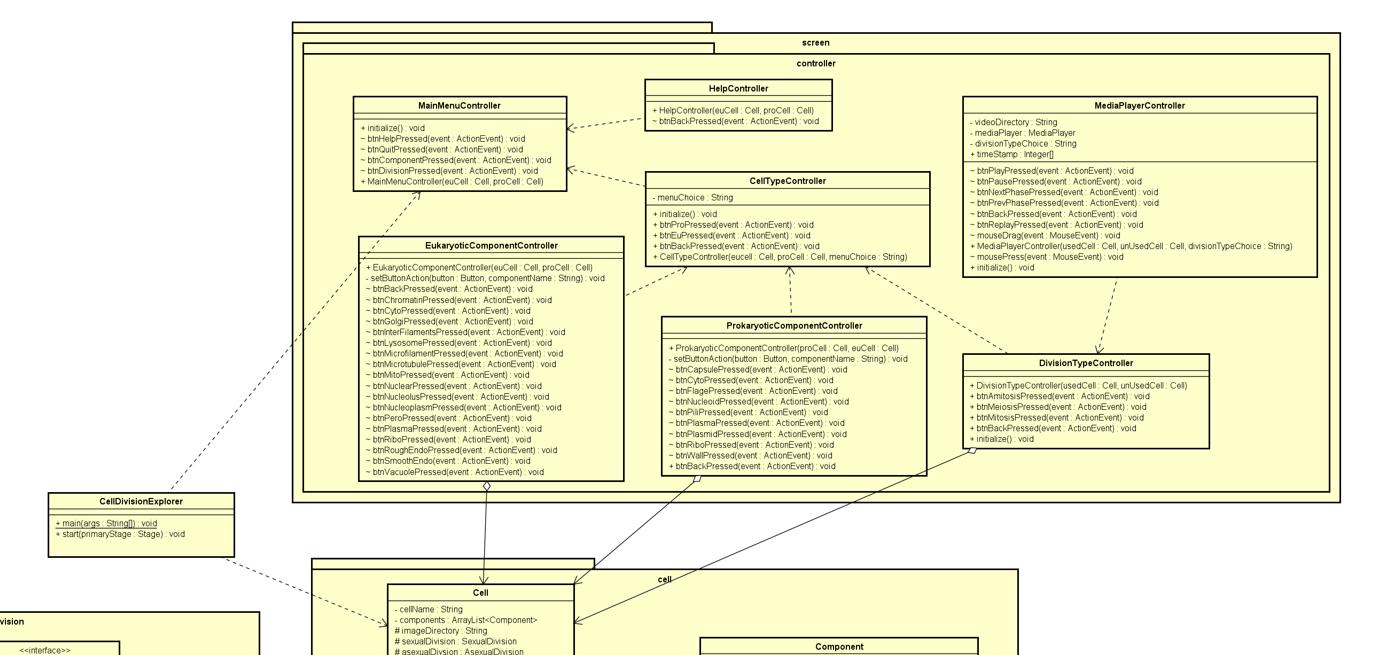 screen
controller
MainMenuController
+ initialize() : void
~ btnHelpPressed(event : ActionEvent) : void
~ btnQuitPressed(event : ActionEvent) : void
~ btnComponentPressed(event : ActionEvent) : void
~ btnDivisionPressed(event : ActionEvent) : void
+ MainMenuController(euCell : Cell, proCell : Cell)
HelpController
+ HelpController(euCell : Cell, proCell : Cell)
~ btnBackPressed(event : ActionEvent) : void
MediaPlayerController
- videoDirectory : String
- mediaPlayer : MediaPlayer
- divisionTypeChoice : String
+ timeStamp : Integer[]
~ btnPlayPressed(event : ActionEvent) : void
~ btnPausePressed(event : ActionEvent) : void
~ btnNextPhasePressed(event : ActionEvent) : void
~ btnPrevPhasePressed(event : ActionEvent) : void
~ btnBackPressed(event : ActionEvent) : void
~ btnReplayPressed(event : ActionEvent) : void
~ mouseDrag(event : MouseEvent) : void
+ MediaPlayerController(usedCell : Cell, unUsedCell : Cell, divisionTypeChoice : String)
~ mousePress(event : MouseEvent) : void
+ initialize() : void
CellTypeController
- menuChoice : String
+ initialize() : void
+ btnProPressed(event : ActionEvent) : void
+ btnEuPressed(event : ActionEvent) : void
+ btnBackPressed(event : ActionEvent) : void
+ CellTypeController(eucell : Cell, proCell : Cell, menuChoice : String)
EukaryoticComponentController
+ EukaryoticComponentController(euCell : Cell, proCell : Cell)
- setButtonAction(button : Button, componentName : String) : void
~ btnBackPressed(event : ActionEvent) : void
~ btnChromatinPressed(event : ActionEvent) : void
~ btnCytoPressed(event : ActionEvent) : void
~ btnGolgiPressed(event : ActionEvent) : void
~ btnInterFilamentsPressed(event : ActionEvent) : void
~ btnLysosomePressed(event : ActionEvent) : void
~ btnMicrofilamentPressed(event : ActionEvent) : void
~ btnMicrotubulePressed(event : ActionEvent) : void
~ btnMitoPressed(event : ActionEvent) : void
~ btnNuclearPressed(event : ActionEvent) : void
~ btnNucleolusPressed(event : ActionEvent) : void
~ btnNucleoplasmPressed(event : ActionEvent) : void
~ btnPeroPressed(event : ActionEvent) : void
~ btnPlasmaPressed(event : ActionEvent) : void
~ btnRiboPressed(event : ActionEvent) : void
~ btnRoughEndoPressed(event : ActionEvent) : void
~ btnSmoothEndo(event : ActionEvent) : void
~ btnVacuolePressed(event : ActionEvent) : void
ProkaryoticComponentController
+ ProkaryoticComponentController(proCell : Cell, euCell : Cell)
- setButtonAction(button : Button, componentName : String) : void
~ btnCapsulePressed(event : ActionEvent) : void
~ btnCytoPressed(event : ActionEvent) : void
~ btnFlagePressed(event : ActionEvent) : void
~ btnNucleoidPressed(event : ActionEvent) : void
~ btnPiliPressed(event : ActionEvent) : void
~ btnPlasmaPressed(event : ActionEvent) : void
~ btnPlasmidPressed(event : ActionEvent) : void
~ btnRiboPressed(event : ActionEvent) : void
~ btnWallPressed(event : ActionEvent) : void
+ btnBackPressed(event : ActionEvent) : void
DivisionTypeController
+ DivisionTypeController(usedCell : Cell, unUsedCell : Cell)
+ btnAmitosisPressed(event : ActionEvent) : void
+ btnMeiosisPressed(event : ActionEvent) : void
+ btnMitosisPressed(event : ActionEvent) : void
+ btnBackPressed(event : ActionEvent) : void
+ initialize() : void
CellDivisionExplorer
+ main(args : String[]) : void
+ start(primaryStage : Stage) : void
cell
Cell
- cellName : String
- components : ArrayList<Component>
# imageDirectory : String
# sexualDivision : SexualDivision
# asexualDivsion : AsexualDivision
Component
vision
<<interface>>